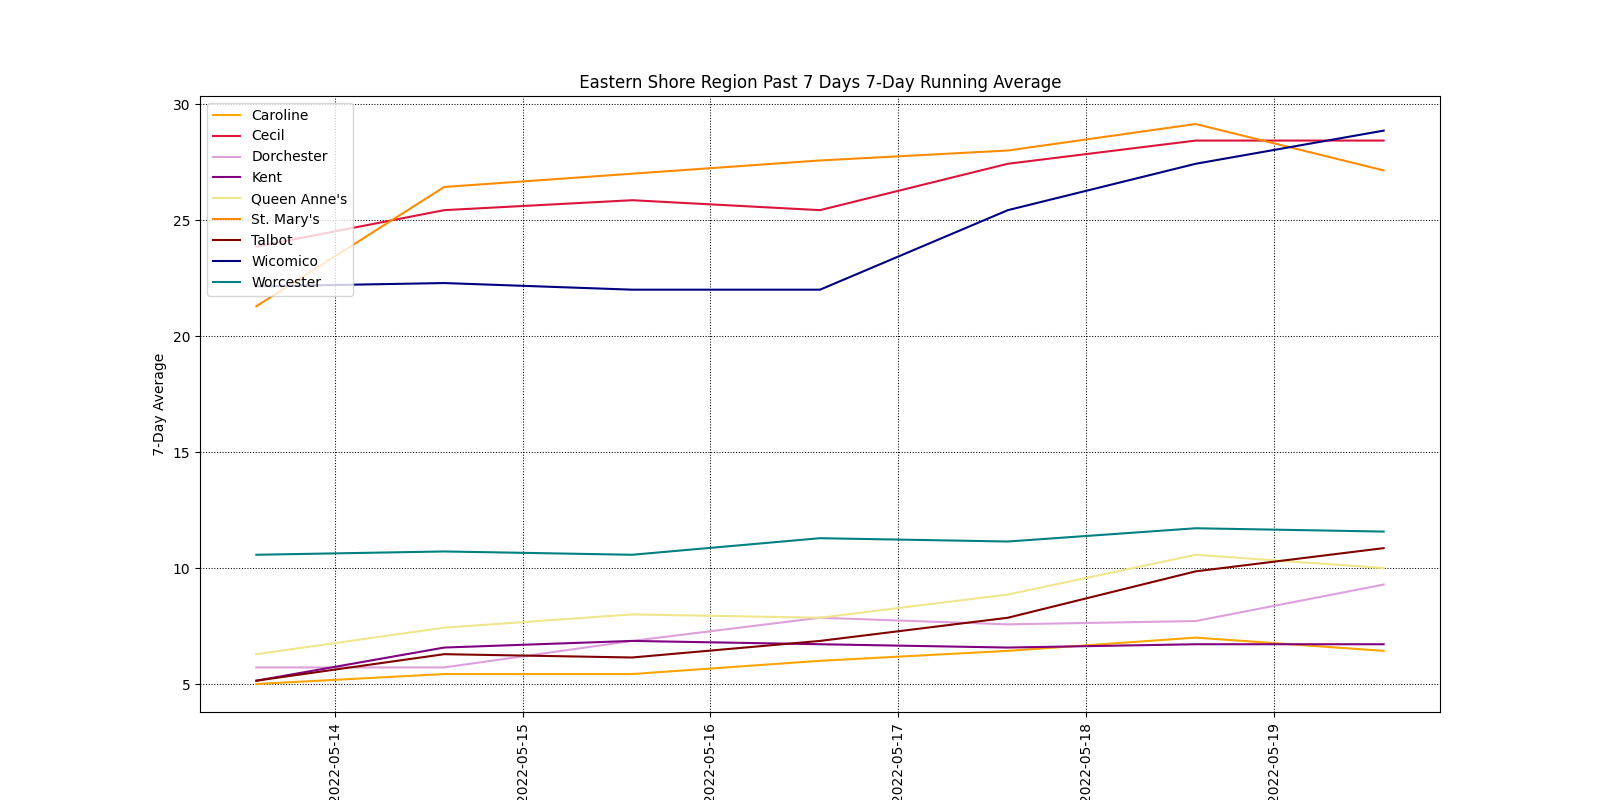 Eastern Shore Region Past 7 Days 7-Day Running Average
30
25
20
15
10
5
7-Day Average
Caroline
Cecil
Dorchester
Kent
Queen Anne's
St. Mary's
Talbot
Wicomico
Worcester
2022-05-14
2022-05-15
2022-05-16
2022-05-17
2022-05-18
2022-05-19